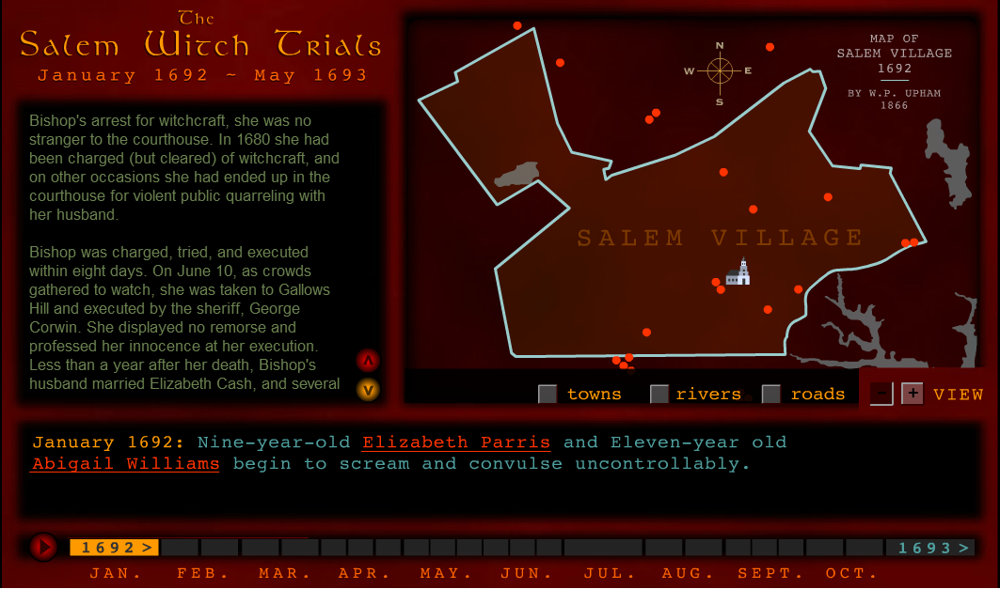 The
Salem Witch Trials
January 1692 ~ May 1693
Bishop's arrest for witchcraft, she was no
stranger to the courthouse. In 1680 she had
been charged (but cleared) of witchcraft, and
on other occasions she had ended up in the
courthouse for violent public quarreling with
her husband.
Bishop was charged, tried, and executed
within eight days. On June 10, as crowds
gathered to watch, she was taken to Gallows
Hill and executed by the sheriff, George
Corwin. She displayed no remorse and
professed her innocence at her execution.
Less than a year after her death, Bishop's
husband married Elizabeth Cash, and several
N
W E
S
MAP OF
SALEM VILLAGE
1692
BY W.P. UPHAM
1866
SALEM VILLAGE
towns rivers roads - + VIEW
January 1692: Nine-year-old Elizabeth Parris and Eleven-year old
Abigail Williams begin to scream and convulse uncontrollably.
1692 > 1693 >
JAN. FEB. MAR. APR. MAY. JUN. JUL. AUG. SEPT. OCT.